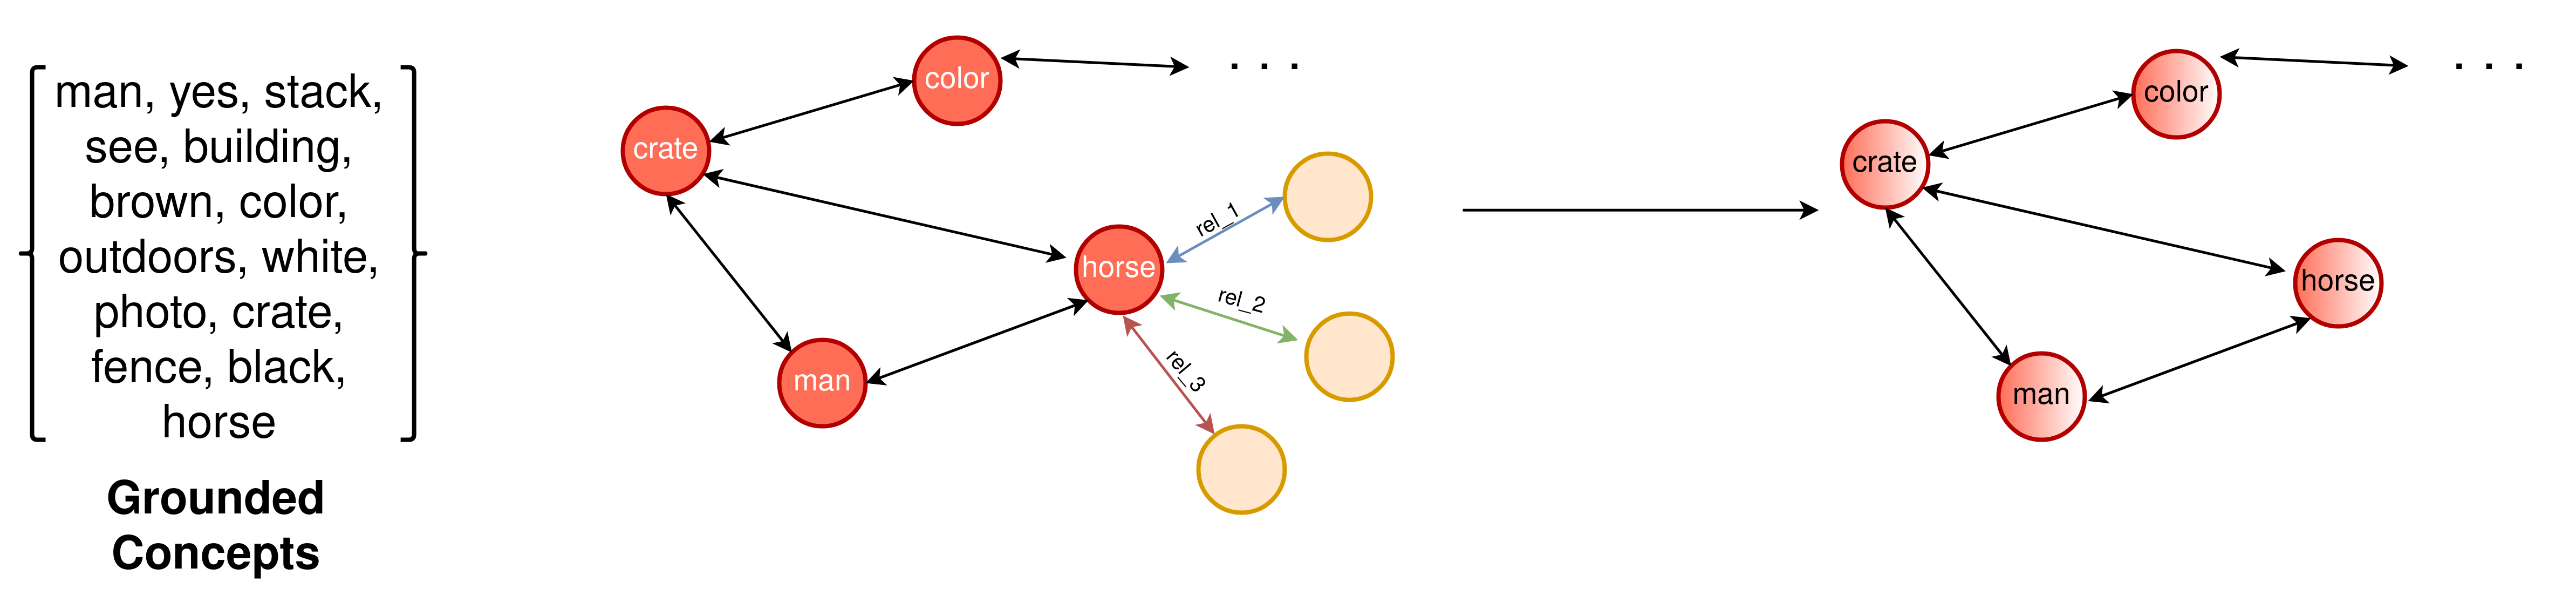 man, yes, stack,
see, building,
brown, color,
outdoors, white,
photo, crate,
fence, black,
horse
Grounded
Concepts
color
. . .
crate
rel_1
horse
rel_2
rel_3
man
color
. . .
crate
horse
man